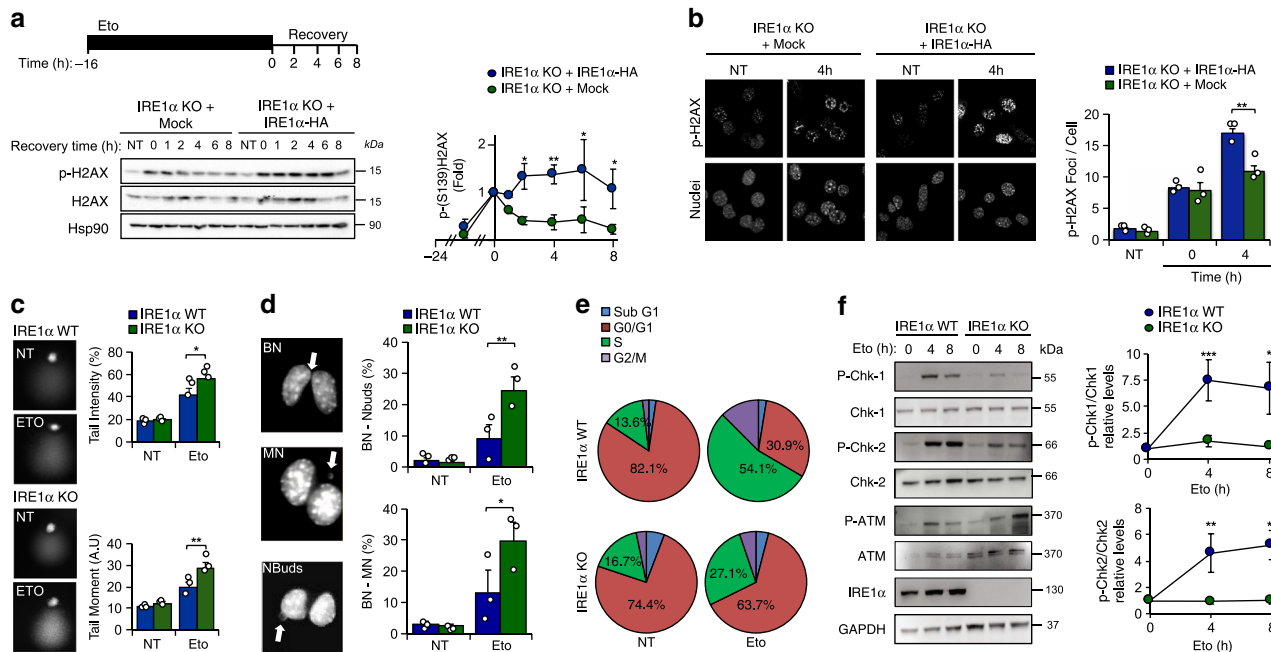 a
Eto
Recovery
Time (h): –16 0 2 4 6 8
IRE1α KO + Mock
IRE1α KO + IRE1α-HA
Recovery time (h): NT 0 1 2 4 6 8 NT 0 1 2 4 6 8 kDa
p-H2AX 15
H2AX 15
Hsp90 90
IRE1α KO + IRE1α-HA
IRE1α KO + Mock
p-(S139)H2AX (Fold)
2
1
* ** * *
–24 0 4 8
b
IRE1α KO + Mock
IRE1α KO + IRE1α-HA
NT 4h NT 4h
p-H2AX
Nuclei
IRE1α KO + IRE1α-HA
IRE1α KO + Mock
p-H2AX Foci / Cell
20
15
10
5
0
**
NT 0 4
Time (h)
c
IRE1α WT
NT
ETO
IRE1α KO
NT
ETO
IRE1α WT
IRE1α KO
Tail Intensity (%)
80
60
40
20
0
*
NT Eto
Tail Moment (A.U)
40
30
20
10
0
**
NT Eto
d
BN
MN
NBuds
IRE1α WT
IRE1α KO
BN - Nbuds (%)
40
30
20
10
0
**
NT Eto
BN - MN (%)
40
30
20
10
0
*
NT Eto
e
Sub G1
G0/G1
S
G2/M
IRE1α WT
13.6%
82.1%
30.9%
54.1%
IRE1α KO
16.7%
74.4%
27.1%
63.7%
NT Eto
f
IRE1α WT IRE1α KO
Eto (h): 0 4 8 0 4 8 kDa
P-Chk-1 55
Chk-1 55
P-Chk-2 66
Chk-2 66
P-ATM 370
ATM 370
IRE1α 130
GAPDH 37
IRE1α WT
IRE1α KO
p-Chk1/Chk1 relative levels
10
7.5
5.0
2.5
0
*** *
0 4 8
Eto (h)
p-Chk2/Chk2 relative levels
8
6
4
2
0
** *
0 4 8
Eto (h)